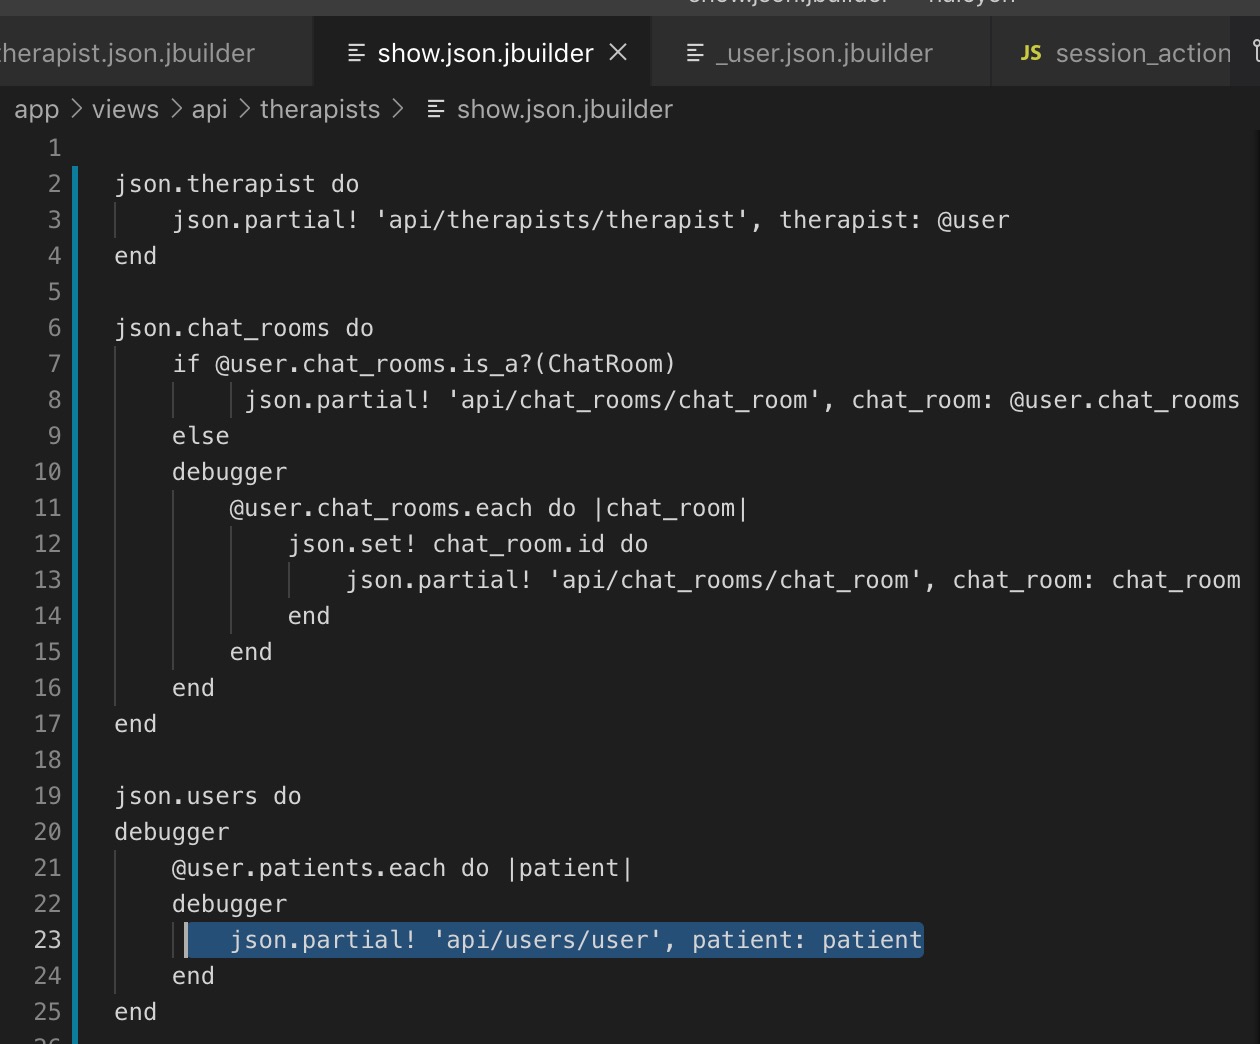 therapist.json.jbuilder show.json.jbuilder _user.json.jbuilder JS session_action
app > views > api > therapists > show.json.jbuilder
1
2 json.therapist do
3 json.partial! 'api/therapists/therapist', therapist: @user
4 end
5
6 json.chat_rooms do
7 if @user.chat_rooms.is_a?(ChatRoom)
8 json.partial! 'api/chat_rooms/chat_room', chat_room: @user.chat_rooms
9 else
10 debugger
11 @user.chat_rooms.each do |chat_room|
12 json.set! chat_room.id do
13 json.partial! 'api/chat_rooms/chat_room', chat_room: chat_room
14 end
15 end
16 end
17 end
18
19 json.users do
20 debugger
21 @user.patients.each do |patient|
22 debugger
23 json.partial! 'api/users/user', patient: patient
24 end
25 end